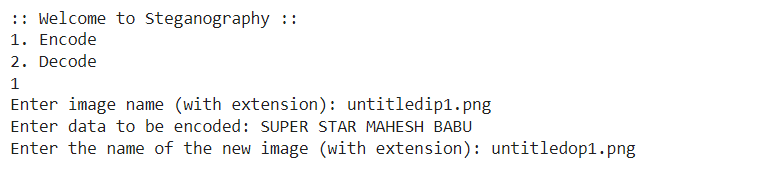 :: Welcome to Steganography ::
1. Encode
2. Decode
1
Enter image name (with extension): untitledip1.png
Enter data to be encoded: SUPER STAR MAHESH BABU
Enter the name of the new image (with extension): untitledop1.png